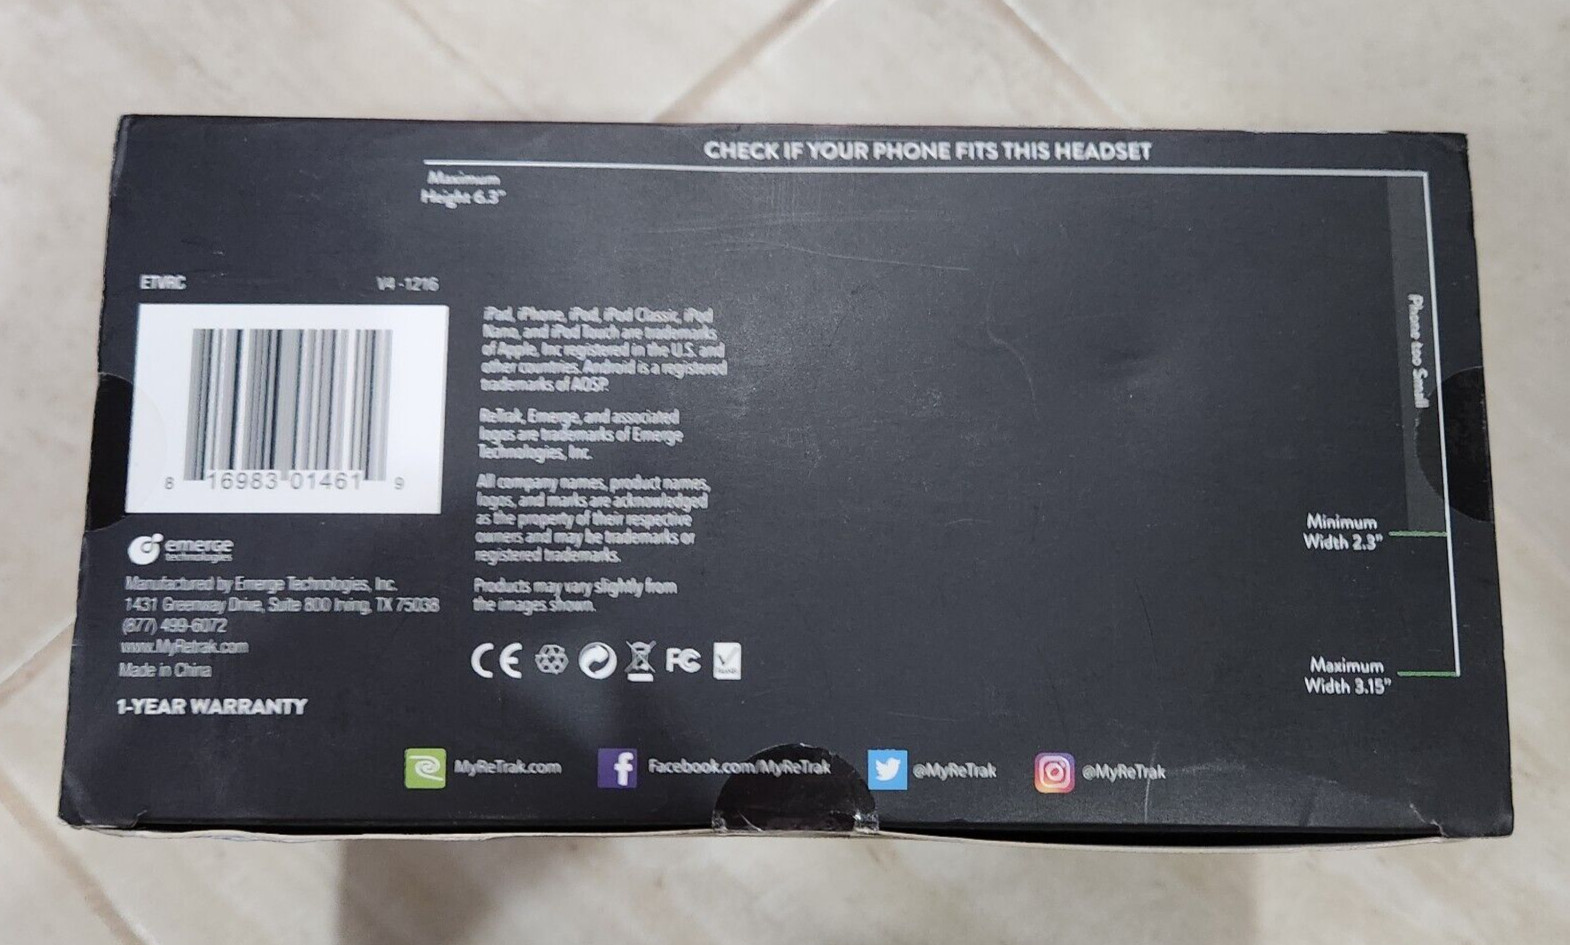 CHECK IF YOUR PHONE FITS THIS HEADSET
Maximum
Height 6.3"
Phone too Small
Minimum
Width 2.3"
Maximum
Width 3.15"
ETVRC
V4 -1216
8 16983 01461 9
emerge
technologies
Manufactured by Emerge Technologies, Inc.
1431 Greenway Drive, Suite 800 Irving, TX 75038
(877) 499-6072
www.MyRetrak.com
Made in China
1-YEAR WARRANTY
iPad, iPhone, iPod, iPod Classic, iPod
Nano, and iPod Touch are trademarks
of Apple, Inc registered in the U.S. and
other countries. Android is a registered
trademarks of AOSP.
ReTrak, Emerge, and associated
logos are trademarks of Emerge
Technologies, Inc.
All company names, product names,
logos, and marks are acknowledged
as the property of their respective
owners and may be trademarks or
registered trademarks.
Products may vary slightly from
the images shown.
CE FC
MyReTrak.com
Facebook.com/MyReTrak
@MyReTrak
@MyReTrak